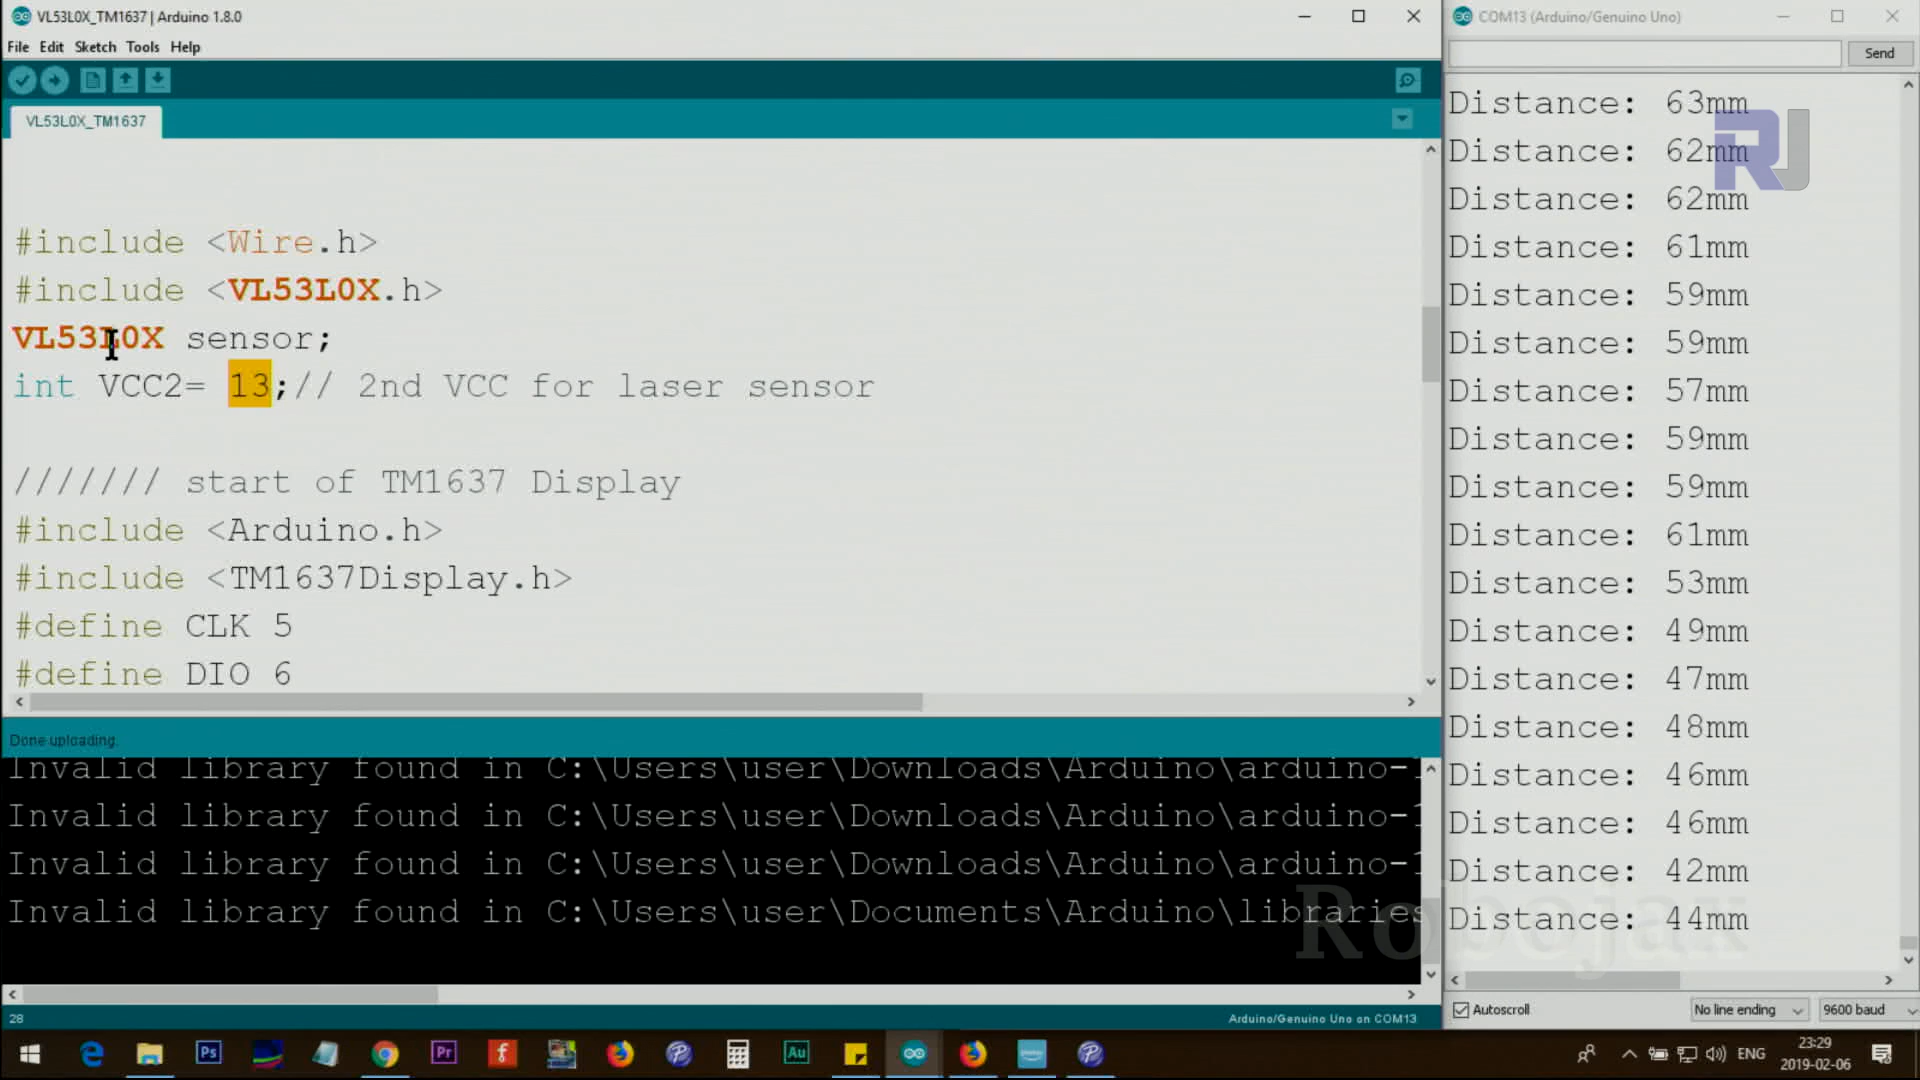 VL53L0X_TM1637 | Arduino 1.8.0
File Edit Sketch Tools Help
VL53L0X_TM1637
#include <Wire.h>
#include <VL53L0X.h>
VL53L0X sensor;
int VCC2= 13;// 2nd VCC for laser sensor
/////// start of TM1637 Display
#include <Arduino.h>
#include <TM1637Display.h>
#define CLK 5
#define DIO 6
Done uploading.
Invalid library found in C:\Users\user\Downloads\Arduino\arduino-1
Invalid library found in C:\Users\user\Downloads\Arduino\arduino-1
Invalid library found in C:\Users\user\Downloads\Arduino\arduino-1
Invalid library found in C:\Users\user\Documents\Arduino\libraries
28
Arduino/Genuino Uno on COM13
COM13 (Arduino/Genuino Uno)
Send
Distance: 63mm
Distance: 62mm
Distance: 62mm
Distance: 61mm
Distance: 59mm
Distance: 59mm
Distance: 57mm
Distance: 59mm
Distance: 59mm
Distance: 61mm
Distance: 53mm
Distance: 49mm
Distance: 47mm
Distance: 48mm
Distance: 46mm
Distance: 46mm
Distance: 42mm
Distance: 44mm
RJ
Robojax
Autoscroll
No line ending
9600 baud
Ps
Pr
Au
ENG
23:29
2019-02-06